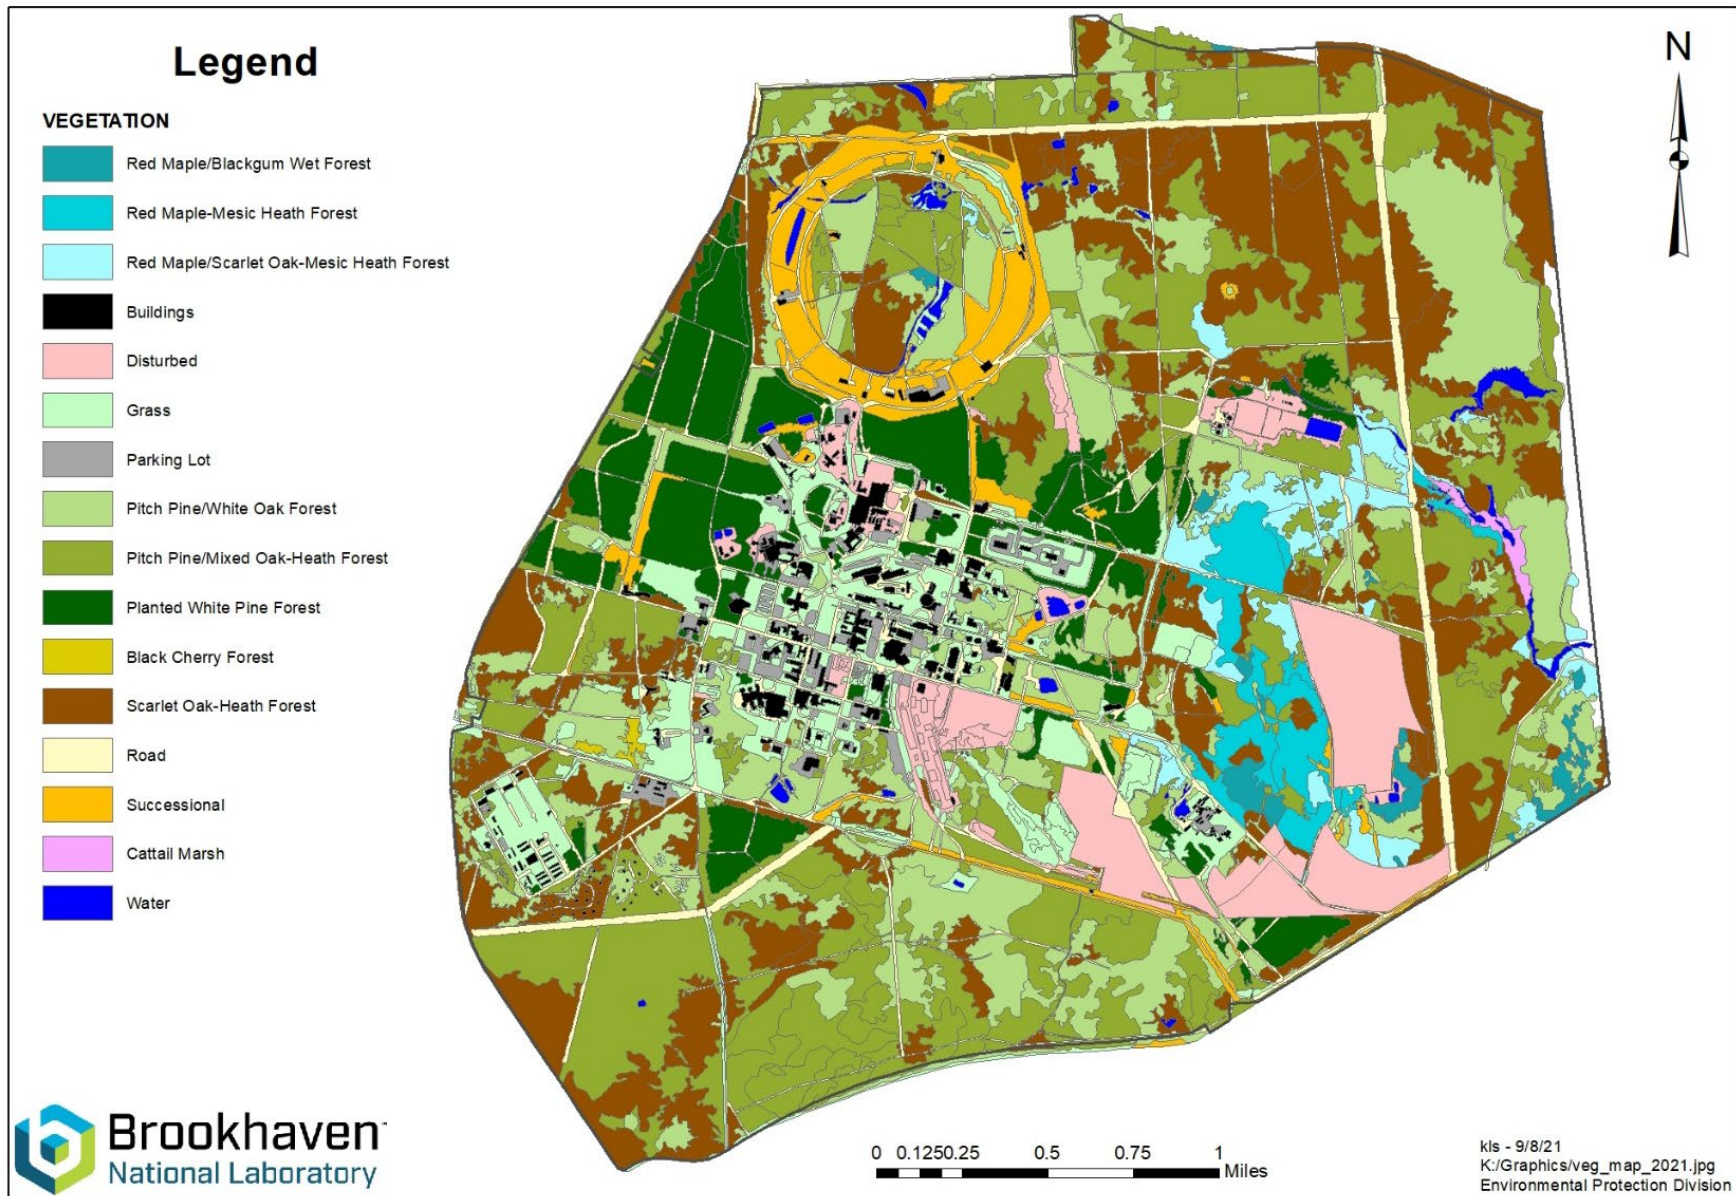 Legend
VEGETATION
Red Maple/Blackgum Wet Forest
Red Maple-Mesic Heath Forest
Red Maple/Scarlet Oak-Mesic Heath Forest
Buildings
Disturbed
Grass
Parking Lot
Pitch Pine/White Oak Forest
Pitch Pine/Mixed Oak-Heath Forest
Planted White Pine Forest
Black Cherry Forest
Scarlet Oak-Heath Forest
Road
Successional
Cattail Marsh
Water
N
Brookhaven™
National Laboratory
0 0.1250.25 0.5 0.75 1
Miles
kls - 9/8/21
K:/Graphics/veg_map_2021.jpg
Environmental Protection Division